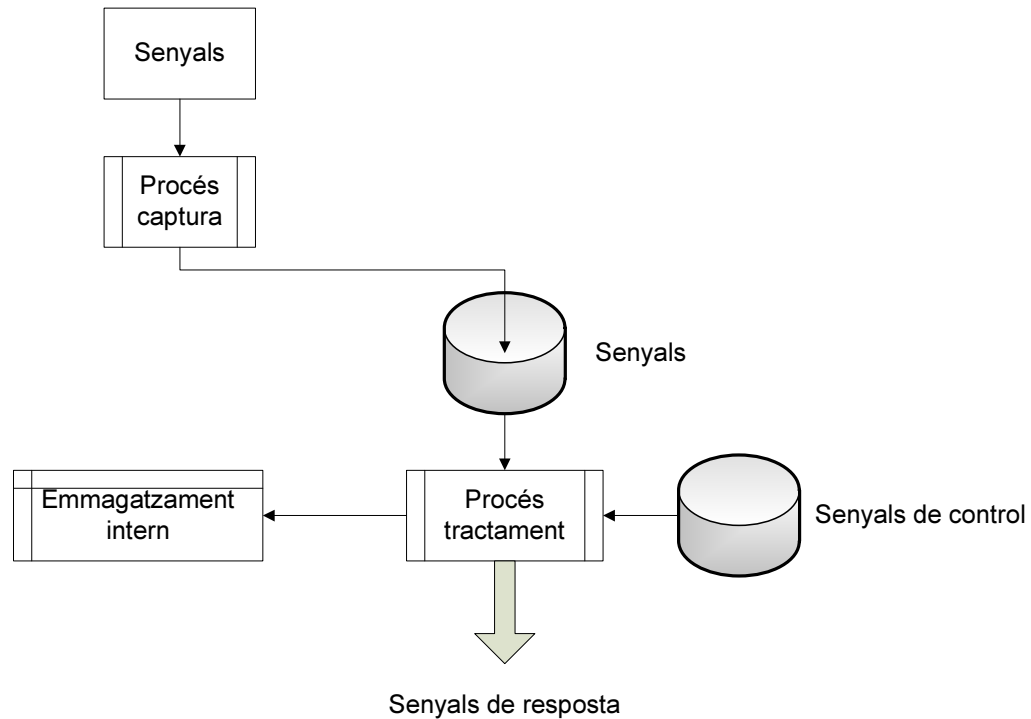 Senyals
Procés
captura
Senyals
Emmagatzament
intern
Procés
tractament
Senyals de control
Senyals de resposta